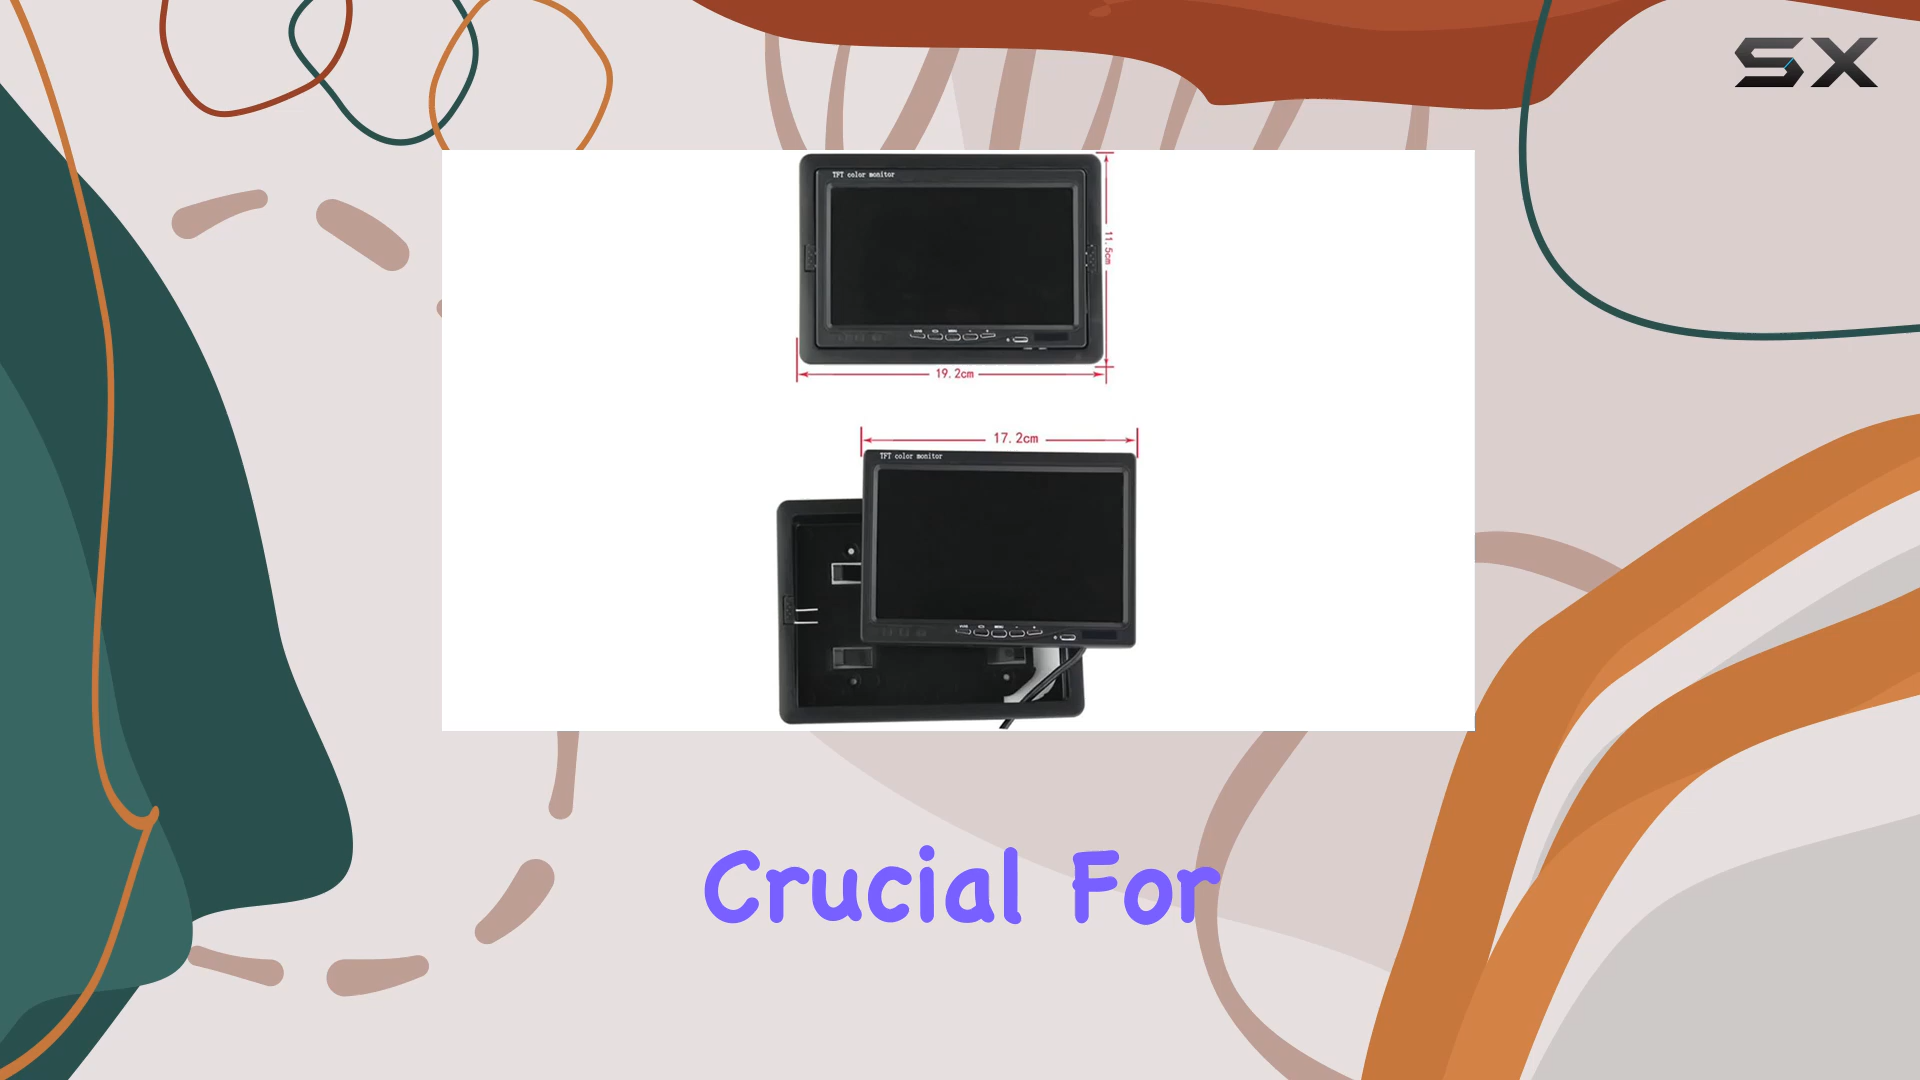 SX
TFT color monitor
11.5cm
19.2cm
17.2cm
TFT color monitor
Crucial For